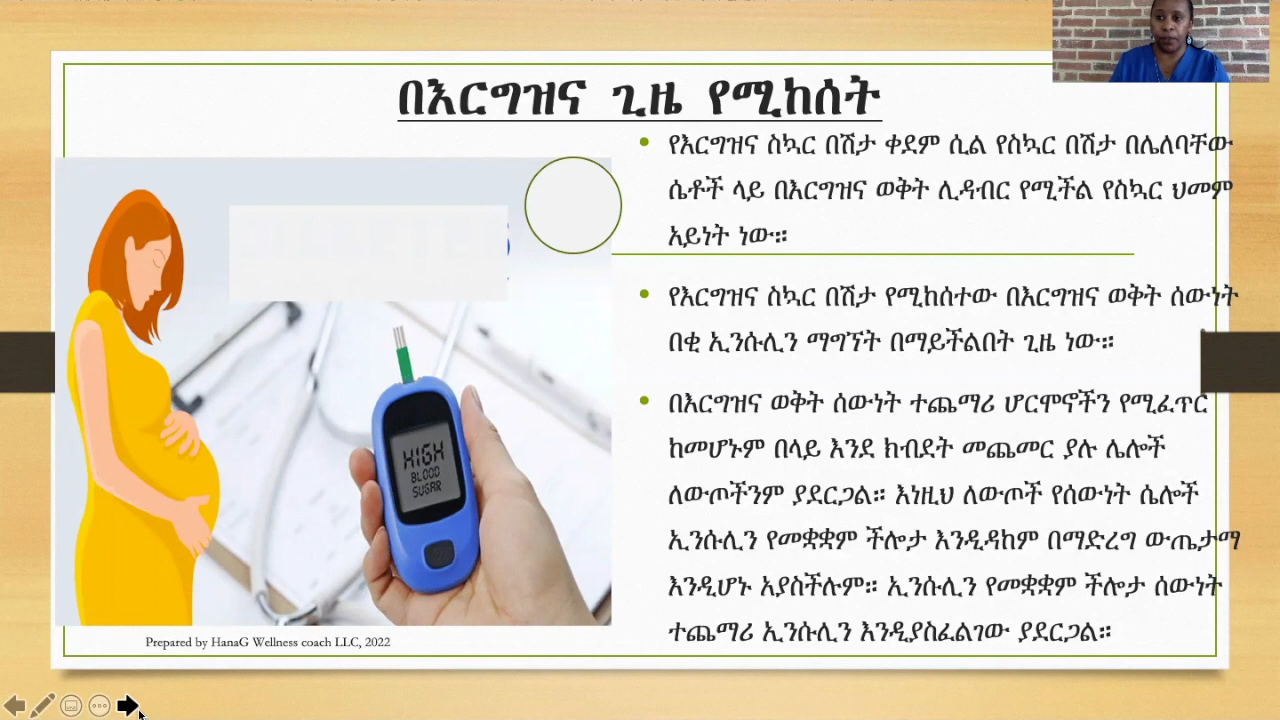 በእርግዝና ጊዜ የሚከሰት
የእርግዝና ስኳር በሽታ ቀደም ሲል የስኳር በሽታ በሌለባቸው
ሴቶች ላይ በእርግዝና ወቅት ሊዳብር የሚችል የስኳር ህመም
አይነት ነው።
የእርግዝና ስኳር በሽታ የሚከሰተው በእርግዝና ወቅት ሰውነት
በቂ ኢንሱሊን ማግኘት በማይችልበት ጊዜ ነው።
በእርግዝና ወቅት ሰውነት ተጨማሪ ሆርሞኖችን የሚፈጥር
ከመሆኑም በላይ እንደ ክብደት መጨመር ያሉ ሌሎች
ለውጦችንም ያደርጋል። እነዚህ ለውጦች የሰውነት ሴሎች
ኢንሱሊን የመቋቋም ችሎታ እንዲዳከም በማድረግ ውጤታማ
እንዲሆኑ አያስችሉም። ኢንሱሊን የመቋቋም ችሎታ ሰውነት
ተጨማሪ ኢንሱሊን እንዲያስፈልገው ያደርጋል።
HIGH
BLOOD
SUGAR
Prepared by HanaG Wellness coach LLC, 2022